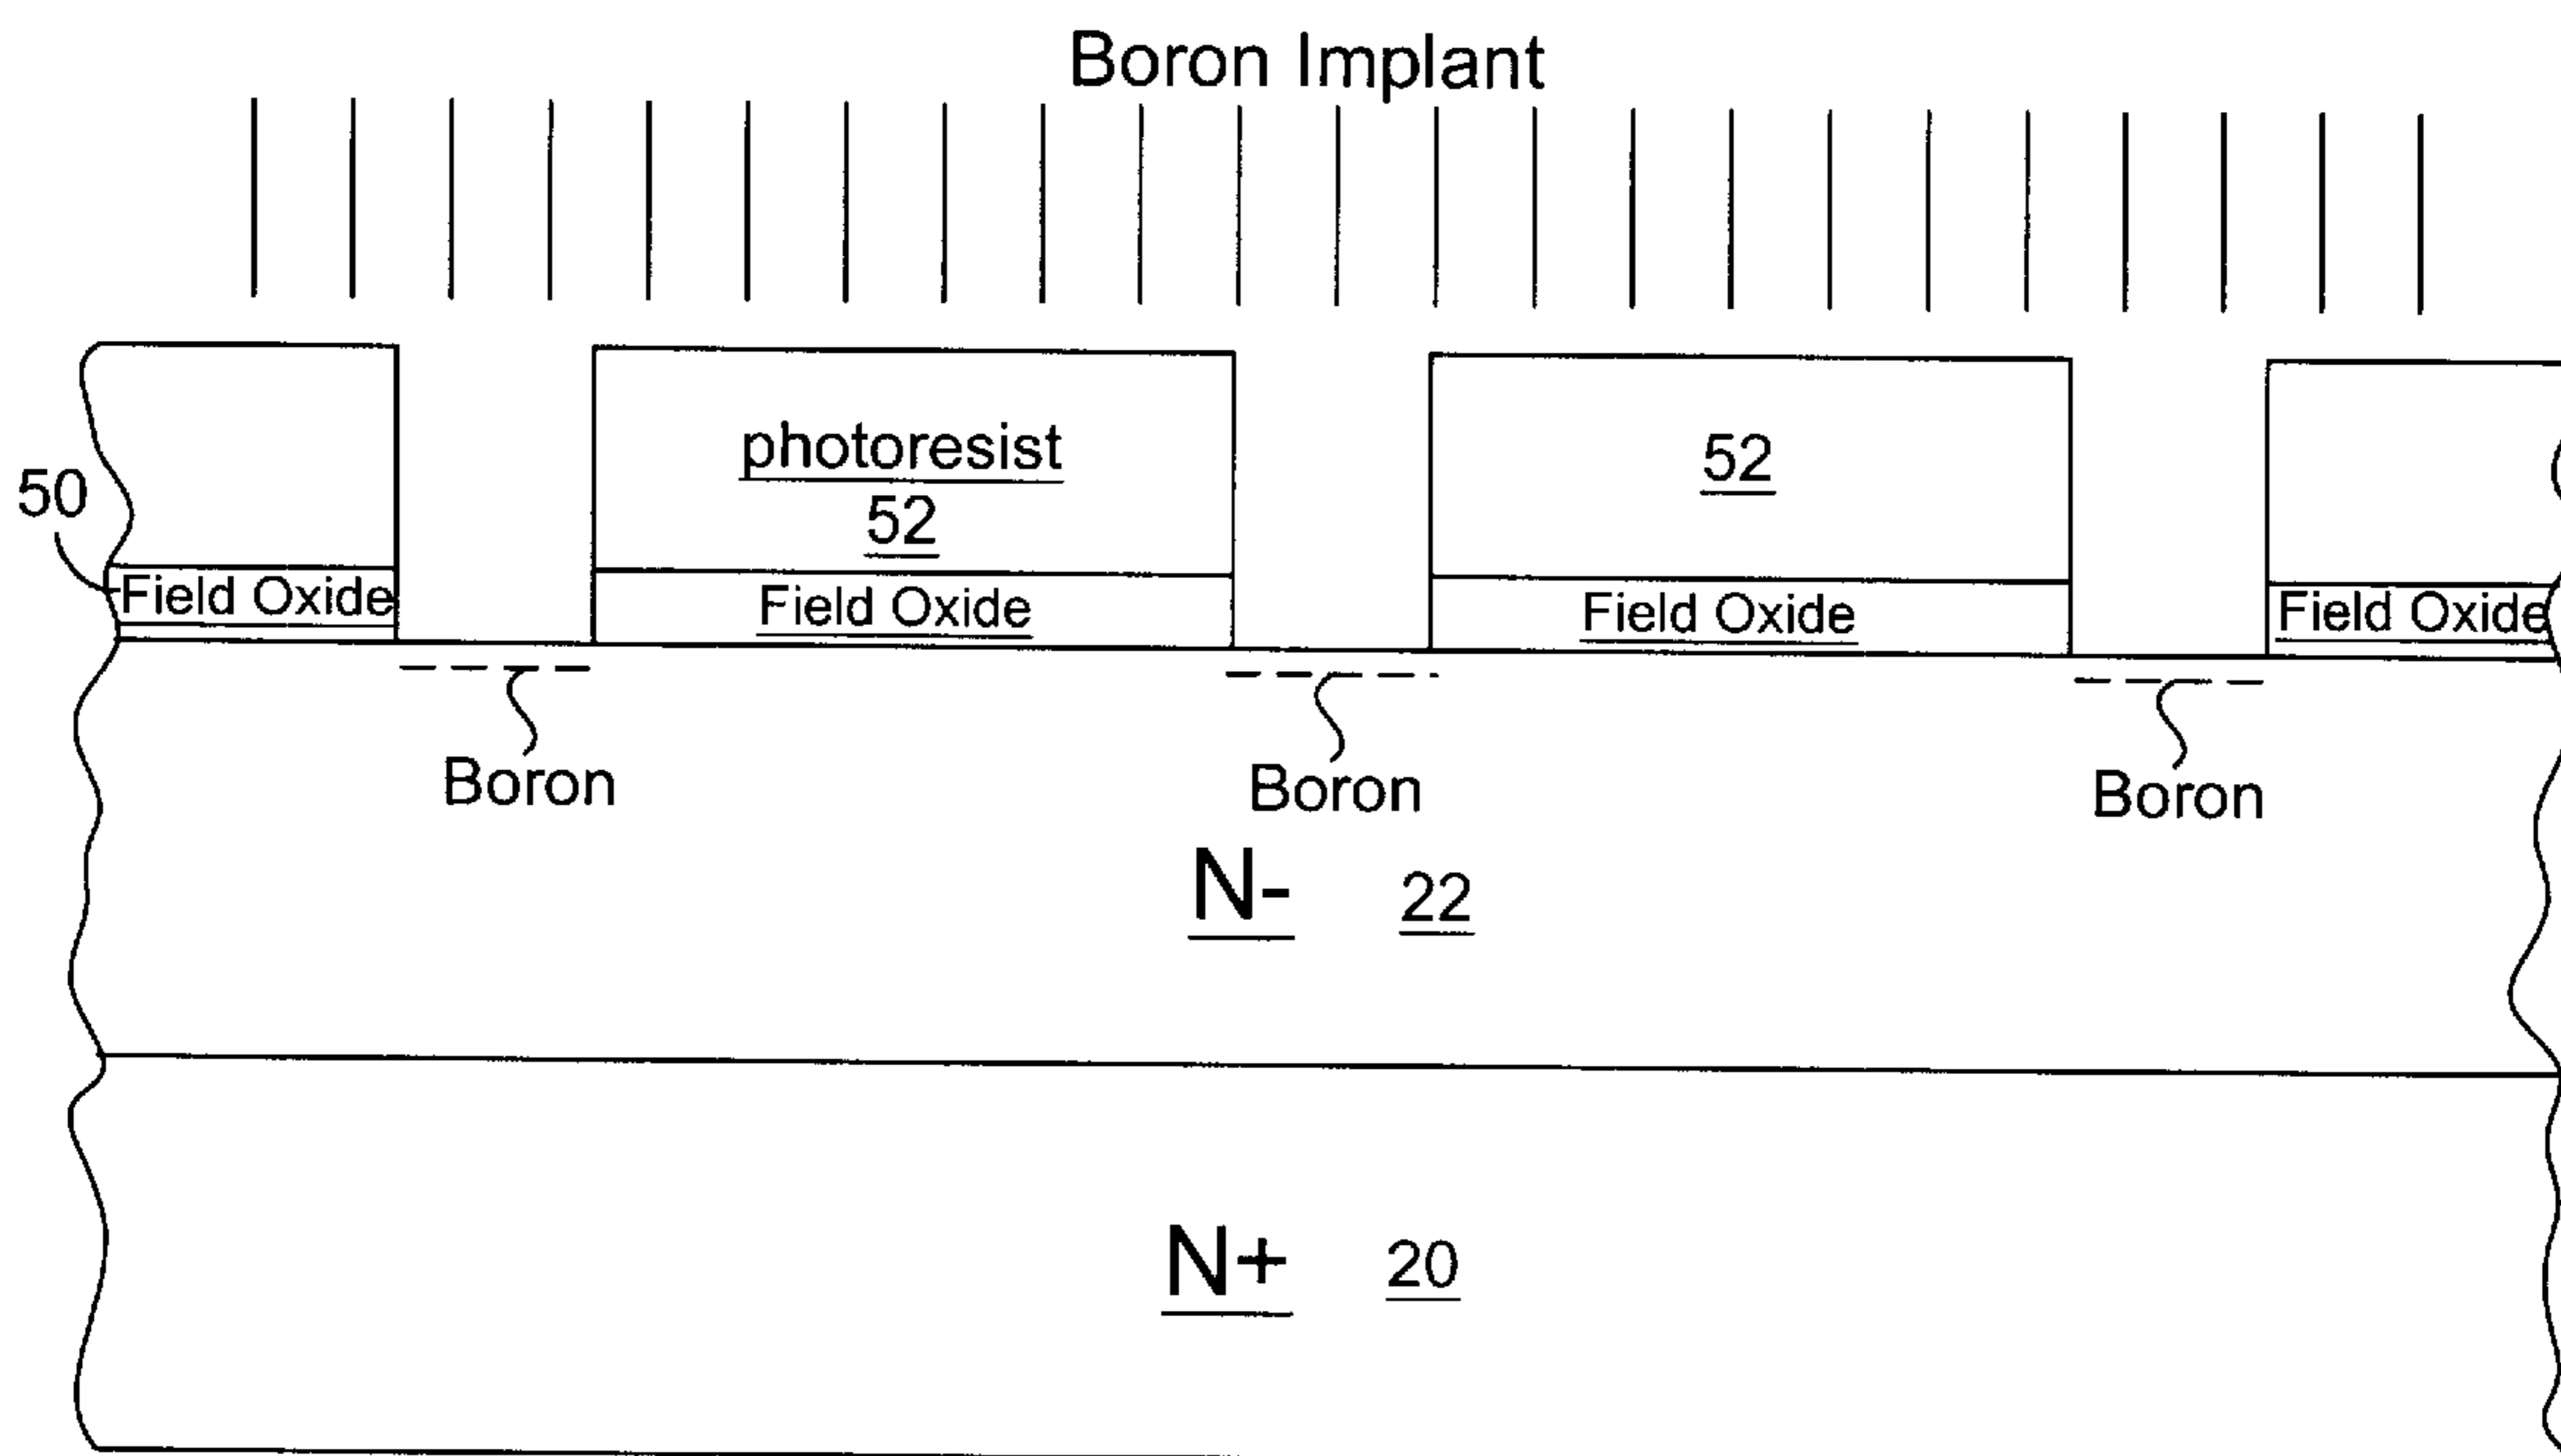 Boron Implant
photoresist
52
52
50
Field Oxide
Field Oxide
Field Oxide
Field Oxide
Boron
Boron
Boron
N- 22
N+ 20